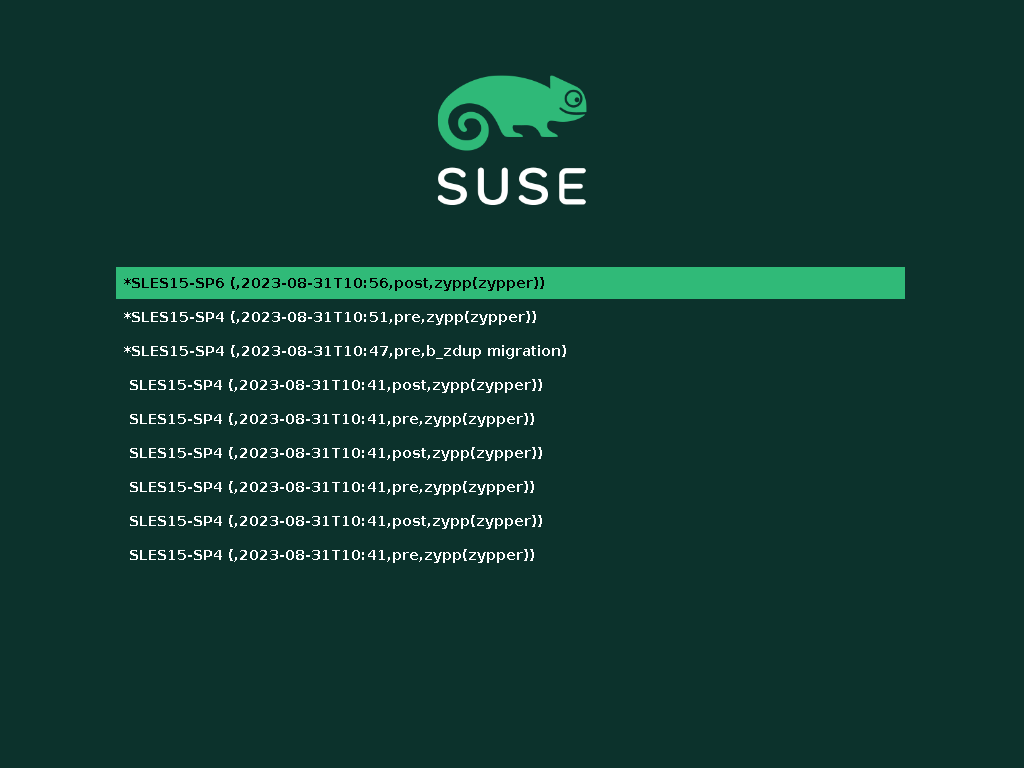 SUSE
*SLES15-SP6 (,2023-08-31T10:56,post,zypp(zypper))
*SLES15-SP4 (,2023-08-31T10:51,pre,zypp(zypper))
*SLES15-SP4 (,2023-08-31T10:47,pre,b_zdup migration)
SLES15-SP4 (,2023-08-31T10:41,post,zypp(zypper))
SLES15-SP4 (,2023-08-31T10:41,pre,zypp(zypper))
SLES15-SP4 (,2023-08-31T10:41,post,zypp(zypper))
SLES15-SP4 (,2023-08-31T10:41,pre,zypp(zypper))
SLES15-SP4 (,2023-08-31T10:41,post,zypp(zypper))
SLES15-SP4 (,2023-08-31T10:41,pre,zypp(zypper))